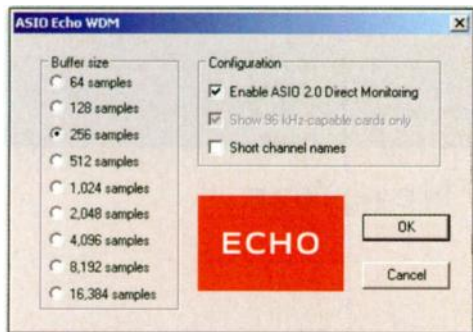 ASIO Echo WDM
Buffer size
64 samples
128 samples
256 samples
512 samples
1,024 samples
2,048 samples
4,096 samples
8,192 samples
16,384 samples
Configuration
Enable ASIO 2.0 Direct Monitoring
Show 96 kHz-capable cards only
Short channel names
ECHO
OK
Cancel